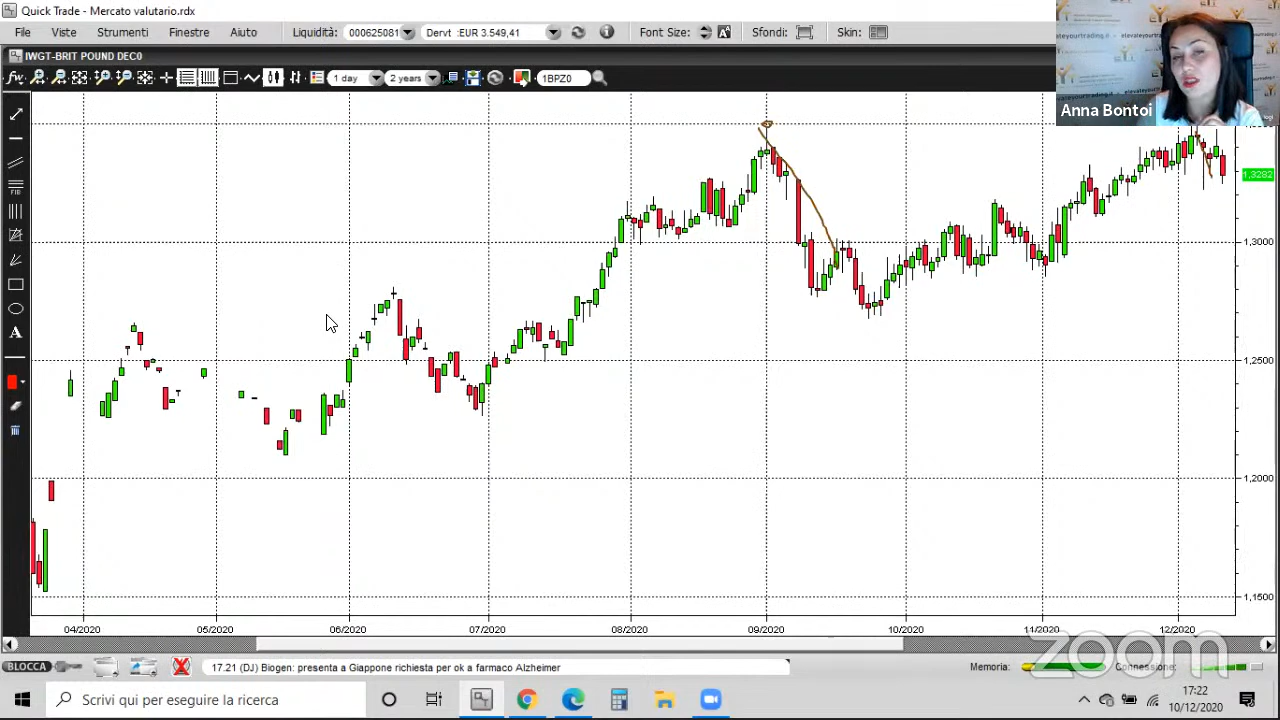 Quick Trade - Mercato valutario.rdx
File Viste Strumenti Finestre Aiuto Liquidità: Dervt :EUR 3.549,41 Font Size: A Sfondi: Skin:
IWGT-BRIT POUND DEC0
1 day 2 years 1BPZ0
elevateyourtrading.it
Anna Bontoi
1,3282
1,3000
1,2500
1,2000
1,1500
A
04/2020 05/2020 06/2020 07/2020 08/2020 09/2020 10/2020 11/2020 12/2020
zoom
BLOCCA 17.21 (DJ) Biogen: presenta a Giappone richiesta per ok a farmaco Alzheimer Memoria: Connessione:
Scrivi qui per eseguire la ricerca
17:22
10/12/2020